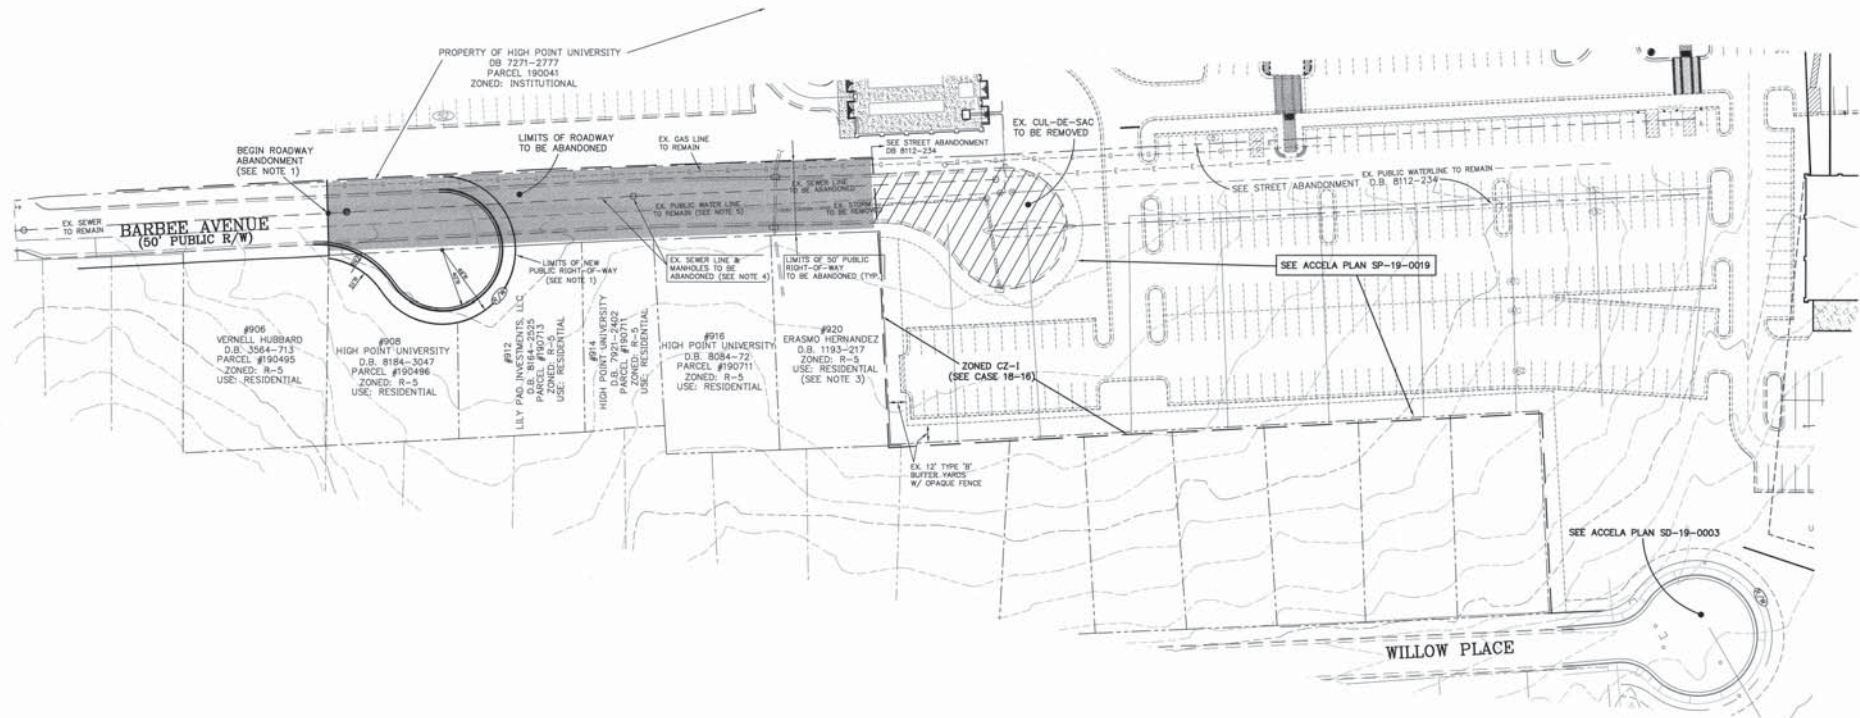 PROPERTY OF HIGH POINT UNIVERSITY
DB 7271-2777
PARCEL 190041
ZONED: INSTITUTIONAL
BEGIN ROADWAY
ABANDONMENT
(SEE NOTE 1)
LIMITS OF ROADWAY
TO BE ABANDONED
EX. GAS LINE
TO REMAIN
SEE STREET ABANDONMENT
DB 8112-234
EX. CUL-DE-SAC
TO BE REMOVED
SEE STREET ABANDONMENT D.B. 8112-234
EX. PUBLIC WATERLINE TO REMAIN
EX. SEWER
TO REMAIN
BARBEE AVENUE
(50' PUBLIC R/W)
EX. SEWER LINE
TO BE ABANDONED
EX. PUBLIC WATER LINE
TO REMAIN (SEE NOTE 5)
EX. STORM
TO BE REMOVED
LIMITS OF NEW
PUBLIC RIGHT-OF-WAY
(SEE NOTE 1)
EX. SEWER LINE &
MANHOLES TO BE
ABANDONED (SEE NOTE 4)
LIMITS OF 50' PUBLIC
RIGHT-OF-WAY
TO BE ABANDONED (TYP.)
SEE ACCELA PLAN SP-19-0019
R/W
#906
VERNELL HUBBARD
D.B. 3564-713
PARCEL #190495
ZONED: R-5
USE: RESIDENTIAL
#908
HIGH POINT UNIVERSITY
D.B. 8184-3047
PARCEL #190496
ZONED: R-5
USE: RESIDENTIAL
#912
LILY PAD INVESTMENTS, LLC
D.B. 8164-2525
PARCEL #190713
ZONED: R-5
USE: RESIDENTIAL
#914
HIGH POINT UNIVERSITY
D.B. 7921-2402
PARCEL #190711
ZONED: R-5
USE: RESIDENTIAL
#916
HIGH POINT UNIVERSITY
D.B. 8084-72
PARCEL #190711
ZONED: R-5
USE: RESIDENTIAL
#920
ERASMO HERNANDEZ
D.B. 1193-217
ZONED: R-5
USE: RESIDENTIAL
(SEE NOTE 3)
ZONED CZ-I
(SEE CASE 18-16)
EX. 12' TYPE 'B'
BUFFER YARDS
W/ OPAQUE FENCE
SEE ACCELA PLAN SD-19-0003
R/W
WILLOW PLACE